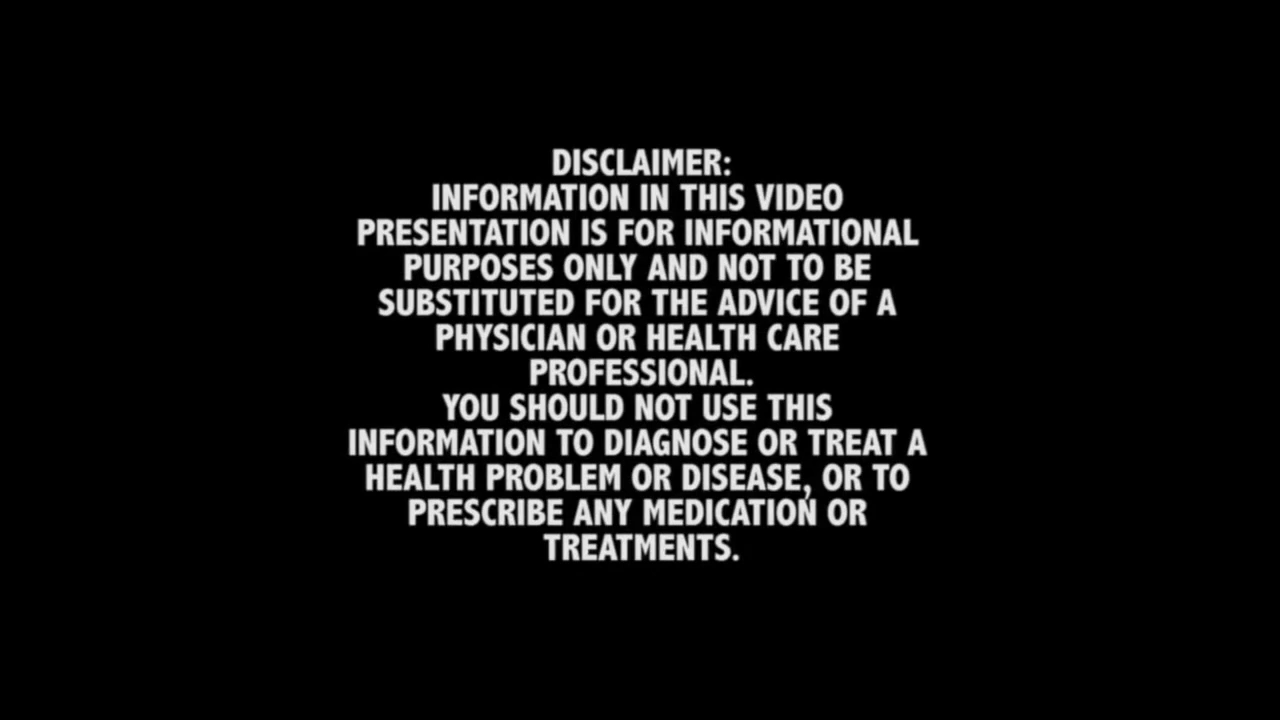 DISCLAIMER:
INFORMATION IN THIS VIDEO
PRESENTATION IS FOR INFORMATIONAL
PURPOSES ONLY AND NOT TO BE
SUBSTITUTED FOR THE ADVICE OF A
PHYSICIAN OR HEALTH CARE
PROFESSIONAL.
YOU SHOULD NOT USE THIS
INFORMATION TO DIAGNOSE OR TREAT A
HEALTH PROBLEM OR DISEASE, OR TO
PRESCRIBE ANY MEDICATION OR
TREATMENTS.